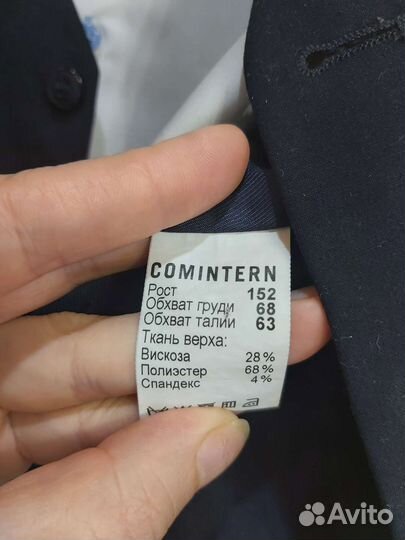 COMINTERN
Рост 152
Обхват груди 68
Обхват талии 63
Ткань верха:
Вискоза 28%
Полиэстер 68%
Спандекс 4%
Avito